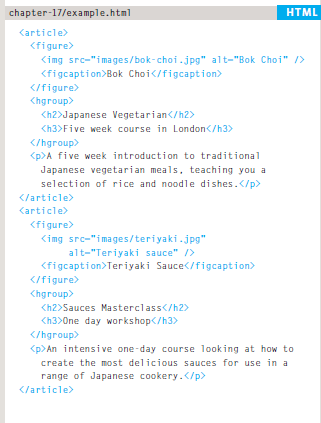 chapter-17/example.html HTML
<article>
<figure>
<img src="images/bok-choi.jpg" alt="Bok Choi" />
<figcaption>Bok Choi</figcaption>
</figure>
<hgroup>
<h2>Japanese Vegetarian</h2>
<h3>Five week course in London</h3>
</hgroup>
<p>A five week introduction to traditional
Japanese vegetarian meals, teaching you a
selection of rice and noodle dishes.</p>
</article>
<article>
<figure>
<img src="images/teriyaki.jpg"
alt="Teriyaki sauce" />
<figcaption>Teriyaki Sauce</figcaption>
</figure>
<hgroup>
<h2>Sauces Masterclass</h2>
<h3>One day workshop</h3>
</hgroup>
<p>An intensive one-day course looking at how to
create the most delicious sauces for use in a
range of Japanese cookery.</p>
</article>